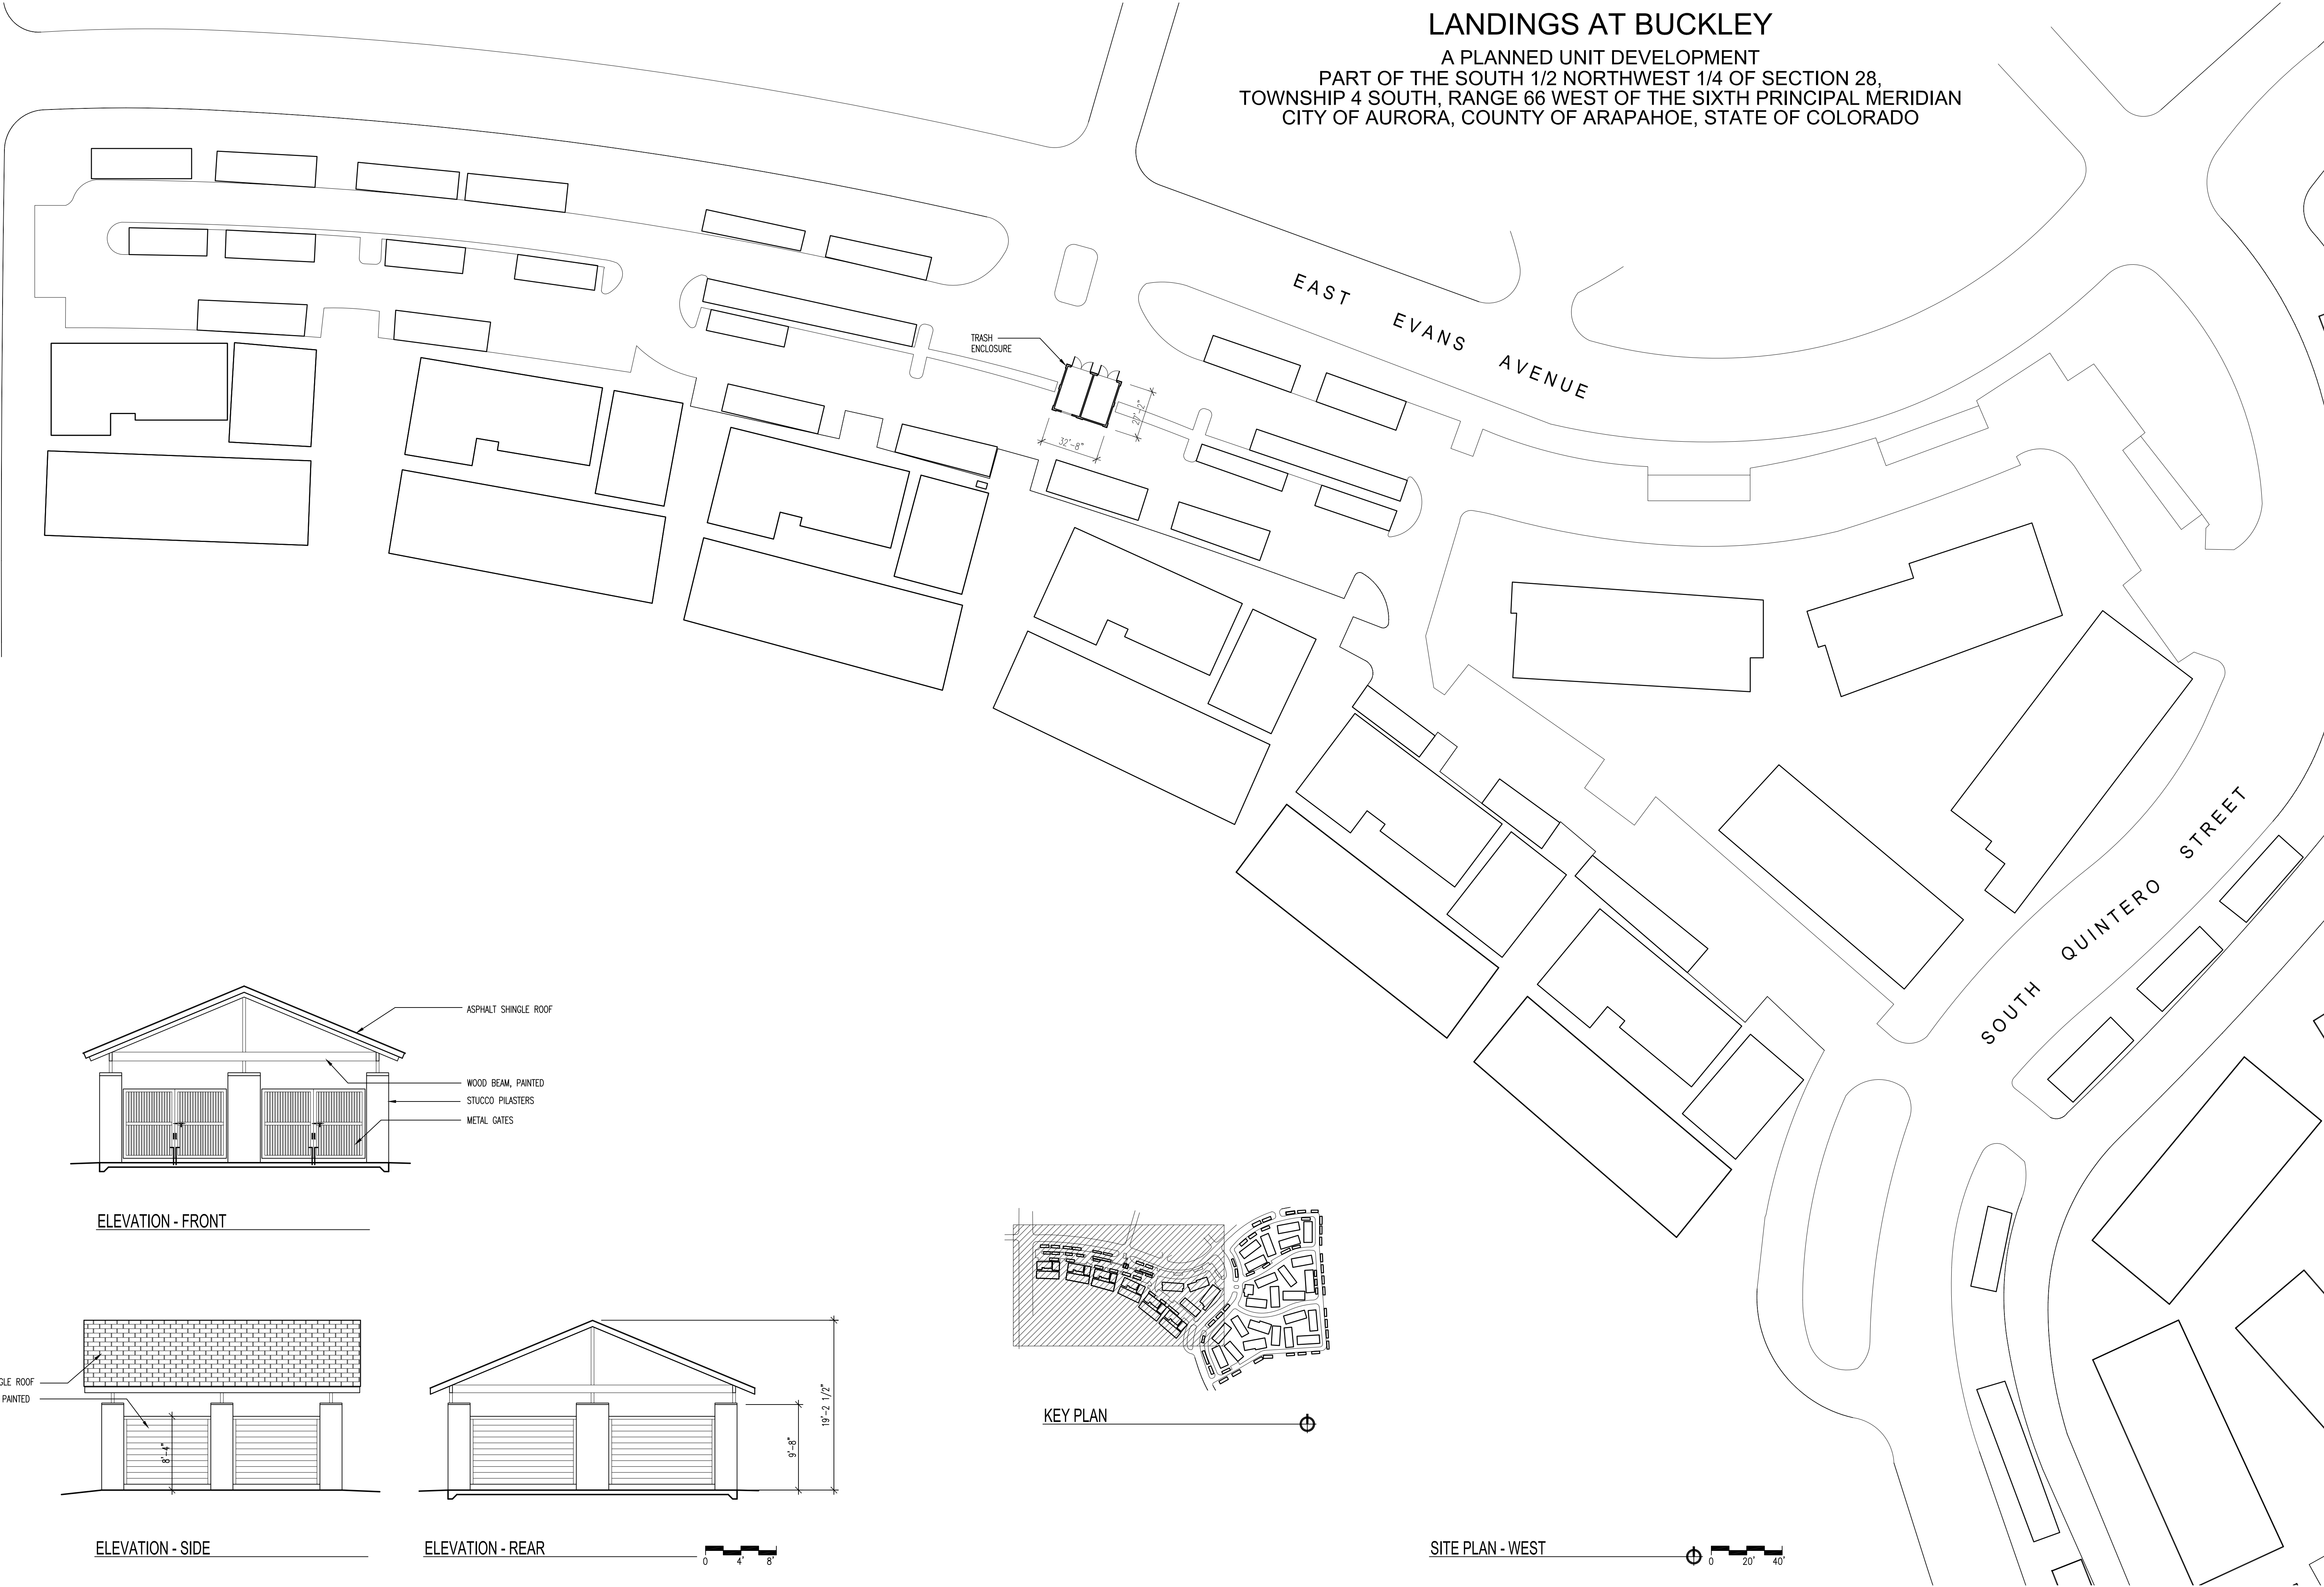 LANDINGS AT BUCKLEY
A PLANNED UNIT DEVELOPMENT
PART OF THE SOUTH 1/2 NORTHWEST 1/4 OF SECTION 28,
TOWNSHIP 4 SOUTH, RANGE 66 WEST OF THE SIXTH PRINCIPAL MERIDIAN
CITY OF AURORA, COUNTY OF ARAPAHOE, STATE OF COLORADO
EAST EVANS AVENUE
TRASH
ENCLOSURE
20'-2"
32'-8"
SOUTH QUINTERO STREET
ASPHALT SHINGLE ROOF
WOOD BEAM, PAINTED
STUCCO PILASTERS
METAL GATES
ELEVATION - FRONT
GLE ROOF
PAINTED
8'-4"
9'-8"
19'-2 1/2"
ELEVATION - SIDE
ELEVATION - REAR
0 4' 8'
KEY PLAN
SITE PLAN - WEST
0 20' 40'